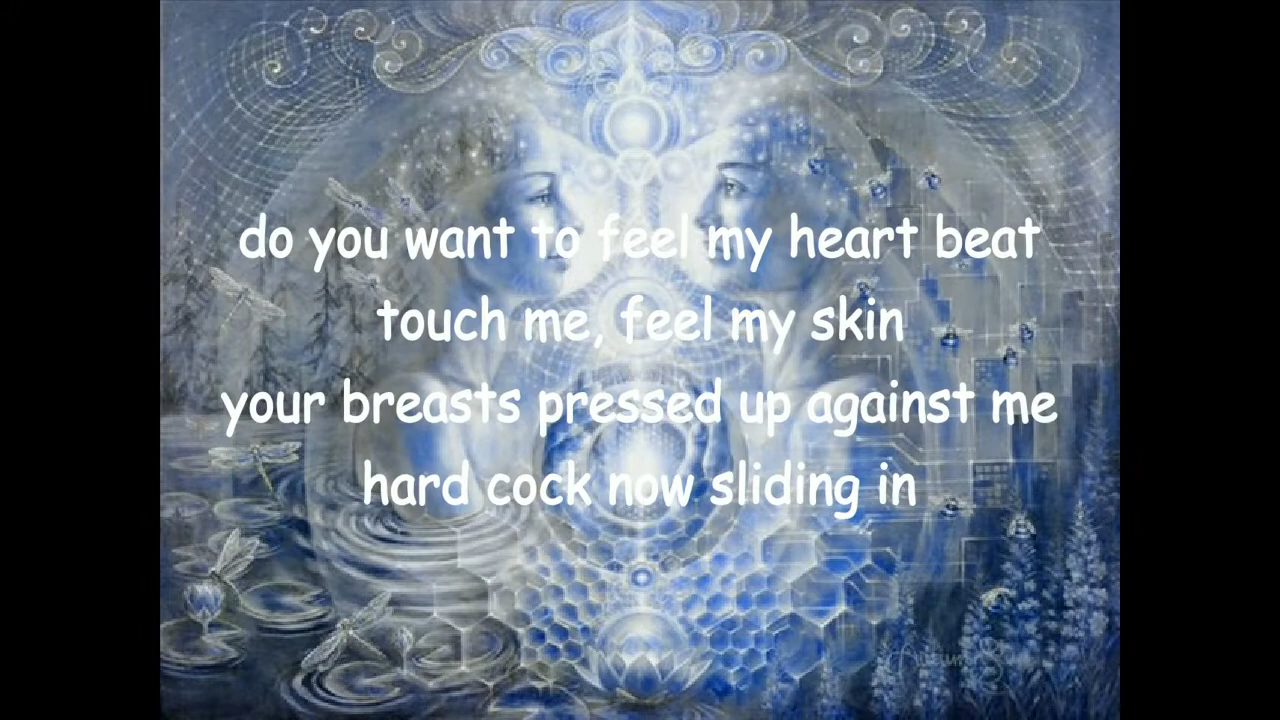 do you want to feel my heart beat
touch me, feel my skin
your breasts pressed up against me
hard cock now sliding in